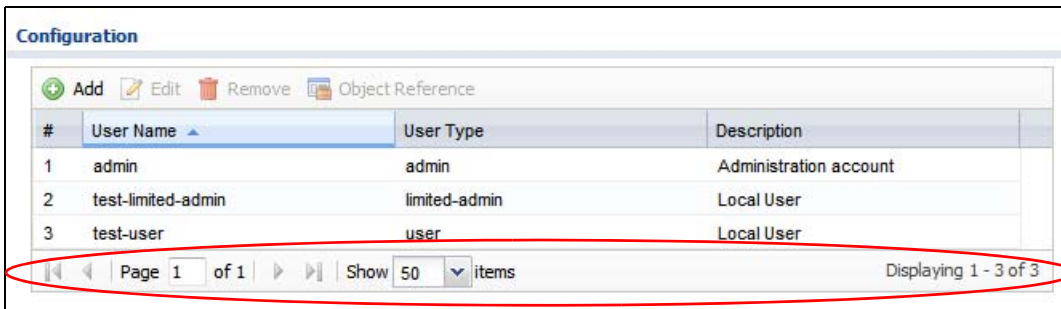 Configuration
Add Edit Remove Object Reference
# User Name User Type Description
1 admin admin Administration account
2 test-limited-admin limited-admin Local User
3 test-user user Local User
Page 1 of 1 Show 50 items Displaying 1 - 3 of 3